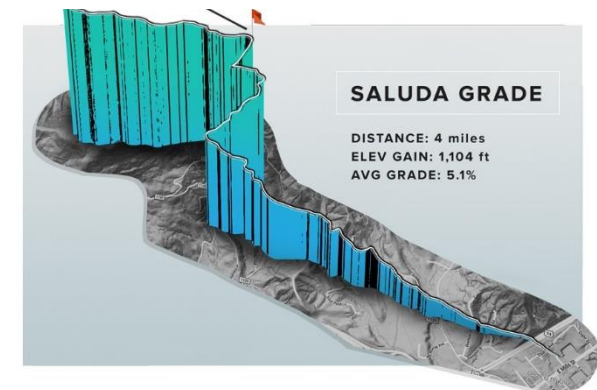 SALUDA GRADE
DISTANCE: 4 miles
ELEV GAIN: 1,104 ft
AVG GRADE: 5.1%